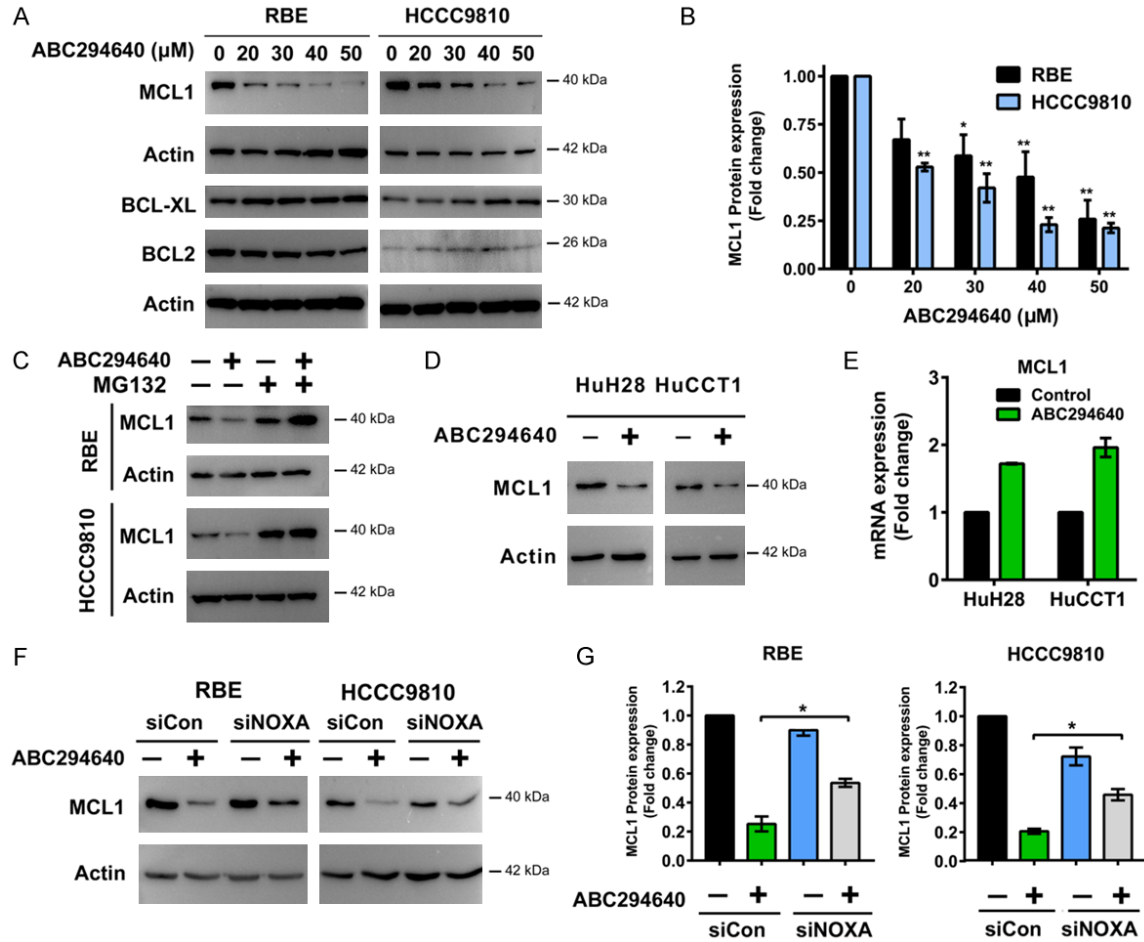 A
RBE HCCC9810
ABC294640 (µM) 0 20 30 40 50 0 20 30 40 50
MCL1 40 kDa
Actin 42 kDa
BCL-XL 30 kDa
BCL2 26 kDa
Actin 42 kDa
B
MCL1 Protein expression
(Fold change)
1.00
0.75
0.50
0.25
0.00
RBE
HCCC9810
** * ** ** ** ** **
0 20 30 40 50
ABC294640 (µM)
C
ABC294640 – + – +
MG132 – – + +
RBE
MCL1 40 kDa
Actin 42 kDa
HCCC9810
MCL1 40 kDa
Actin 42 kDa
D
HuH28 HuCCT1
ABC294640 – + – +
MCL1 40 kDa
Actin 42 kDa
E
MCL1
Control
ABC294640
mRNA expression
(Fold change)
3
2
1
0
HuH28 HuCCT1
F
RBE HCCC9810
siCon siNOXA siCon siNOXA
ABC294640 – + – + – + – +
MCL1 40 kDa
Actin 42 kDa
G
RBE
MCL1 Protein expression
(Fold change)
1.2
1.0
0.8
0.6
0.4
0.2
0.0
*
ABC294640 – + – +
siCon siNOXA
HCCC9810
MCL1 Protein expression
(Fold change)
1.2
1.0
0.8
0.6
0.4
0.2
0.0
*
– + – +
siCon siNOXA